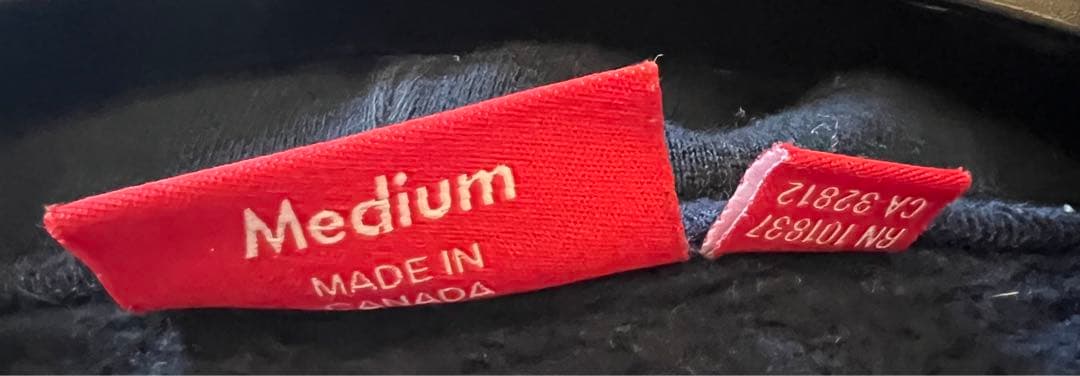 Medium
MADE IN
CANADA
RN 101837
CA 32812